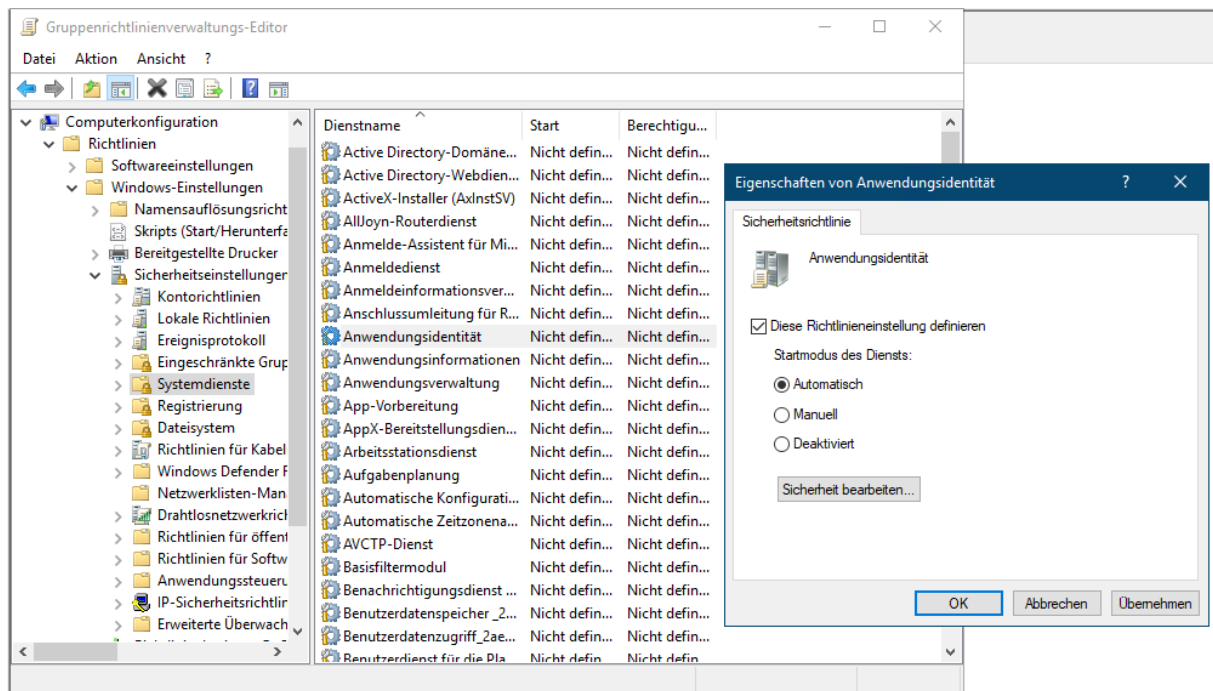 Gruppenrichtlinienverwaltungs-Editor
Datei Aktion Ansicht ?
Computerkonfiguration
Richtlinien
Softwareeinstellungen
Windows-Einstellungen
Namensauflösungsricht
Skripts (Start/Herunterfa
Bereitgestellte Drucker
Sicherheitseinstellunger
Kontorichtlinien
Lokale Richtlinien
Ereignisprotokoll
Eingeschränkte Grup
Systemdienste
Registrierung
Dateisystem
Richtlinien für Kabel
Windows Defender F
Netzwerklisten-Man
Drahtlosnetzwerkrich
Richtlinien für öffent
Richtlinien für Softw
Anwendungssteueru
IP-Sicherheitsrichtlin
Erweiterte Überwach
Dienstname Start Berechtigu...
Active Directory-Domäne... Nicht defin... Nicht defin...
Active Directory-Webdien... Nicht defin... Nicht defin...
ActiveX-Installer (AxInstSV) Nicht defin... Nicht defin...
AllJoyn-Routerdienst Nicht defin... Nicht defin...
Anmelde-Assistent für Mi... Nicht defin... Nicht defin...
Anmeldedienst Nicht defin... Nicht defin...
Anmeldeinformationsver... Nicht defin... Nicht defin...
Anschlussumleitung für R... Nicht defin... Nicht defin...
Anwendungsidentität Nicht defin... Nicht defin...
Anwendungsinformationen Nicht defin... Nicht defin...
Anwendungsverwaltung Nicht defin... Nicht defin...
App-Vorbereitung Nicht defin... Nicht defin...
AppX-Bereitstellungsdien... Nicht defin... Nicht defin...
Arbeitsstationsdienst Nicht defin... Nicht defin...
Aufgabenplanung Nicht defin... Nicht defin...
Automatische Konfigurati... Nicht defin... Nicht defin...
Automatische Zeitzonena... Nicht defin... Nicht defin...
AVCTP-Dienst Nicht defin... Nicht defin...
Basisfiltermodul Nicht defin... Nicht defin...
Benachrichtigungsdienst ... Nicht defin... Nicht defin...
Benutzerdatenspeicher _2... Nicht defin... Nicht defin...
Benutzerdatenzugriff_2ae... Nicht defin... Nicht defin...
Benutzerdienst für die Pla... Nicht defin... Nicht defin...
Eigenschaften von Anwendungsidentität ?
Sicherheitsrichtlinie
Anwendungsidentität
Diese Richtlinieneinstellung definieren
Startmodus des Diensts:
Automatisch
Manuell
Deaktiviert
Sicherheit bearbeiten...
OK Abbrechen Übernehmen